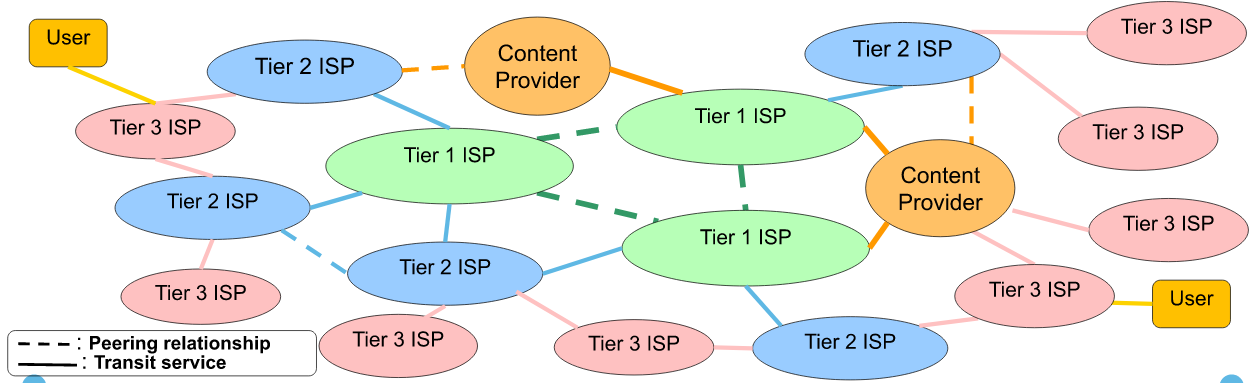 User
Tier 2 ISP
Content
Provider
Tier 2 ISP
Tier 3 ISP
Tier 3 ISP
Tier 1 ISP
Tier 1 ISP
Tier 3 ISP
Tier 2 ISP
Content
Provider
Tier 3 ISP
Tier 1 ISP
Tier 2 ISP
Tier 3 ISP
Tier 3 ISP
User
Tier 3 ISP
Tier 3 ISP
Tier 2 ISP
: Peering relationship
: Transit service